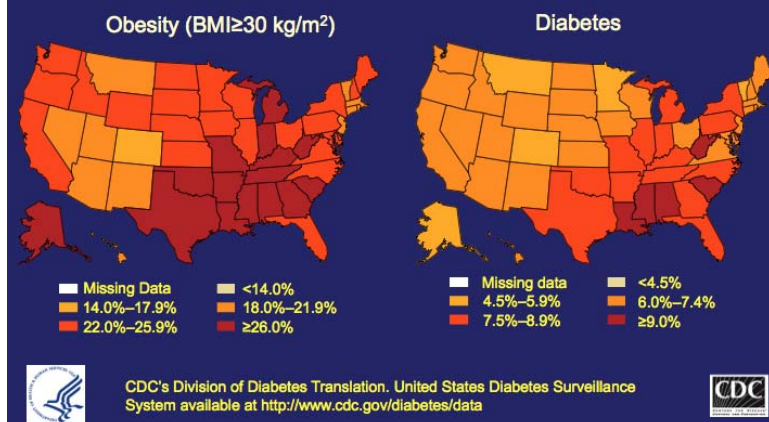 Obesity (BMI≥30 kg/m²)
Diabetes
Missing Data
<14.0%
14.0%–17.9%
18.0%–21.9%
22.0%–25.9%
≥26.0%
Missing data
<4.5%
4.5%–5.9%
6.0%–7.4%
7.5%–8.9%
≥9.0%
CDC's Division of Diabetes Translation. United States Diabetes Surveillance
System available at http://www.cdc.gov/diabetes/data
CDC